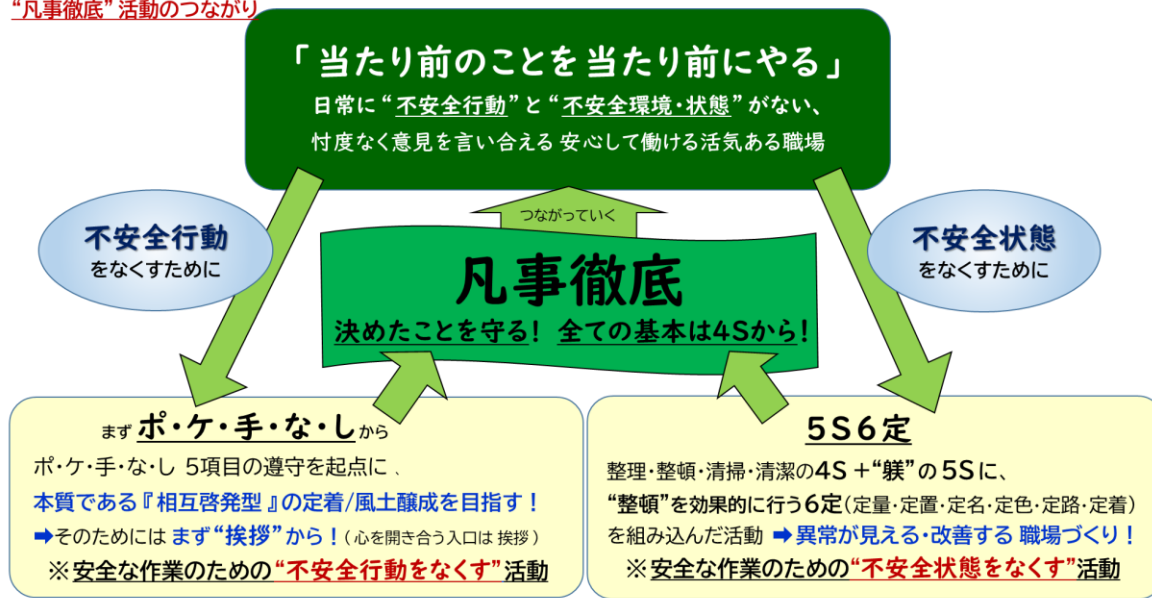 “凡事徹底”活動のつながり
「当たり前のことを当たり前にやる」
日常に“不安全行動”と“不安全環境・状態”がない、
忖度なく意見を言い合える 安心して働ける活気ある職場
不安全行動
をなくすために
つながっていく
不安全状態
をなくすために
凡事徹底
決めたことを守る! 全ての基本は4Sから!
まず ポ・ケ・手・な・し から
ポ・ケ・手・な・し 5項目の遵守を起点に、
本質である『相互啓発型』の定着/風土醸成を目指す!
➡そのためには まず“挨拶”から!(心を開き合う入口は 挨拶)
※安全な作業のための“不安全行動をなくす”活動
5S6定
整理・整頓・清掃・清潔の4S+“躾”の5Sに、
“整頓”を効果的に行う6定(定量・定置・定名・定色・定路・定着)
を組み込んだ活動 ➡異常が見える・改善する 職場づくり!
※安全な作業のための“不安全状態をなくす”活動